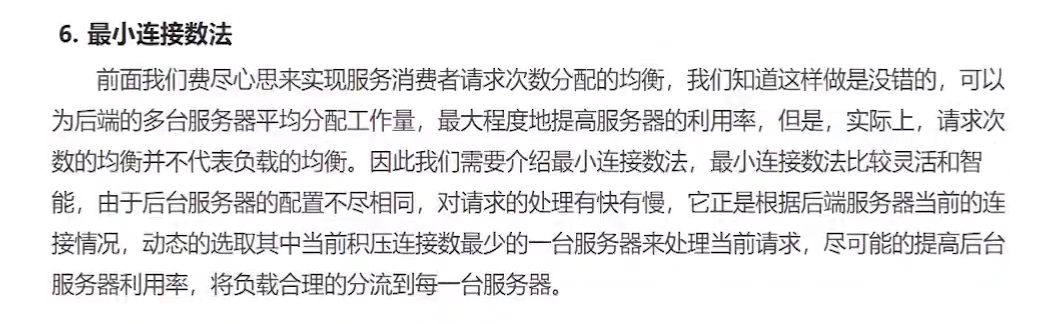 6. 最小连接数法
前面我们费尽心思来实现服务消费者请求次数分配的均衡，我们知道这样做是没错的，可以
为后端的多台服务器平均分配工作量，最大程度地提高服务器的利用率，但是，实际上，请求次
数的均衡并不代表负载的均衡。因此我们需要介绍最小连接数法，最小连接数法比较灵活和智
能，由于后台服务器的配置不尽相同，对请求的处理有快有慢，它正是根据后端服务器当前的连
接情况，动态的选取其中当前积压连接数最少的一台服务器来处理当前请求，尽可能的提高后台
服务器利用率，将负载合理的分流到每一台服务器。